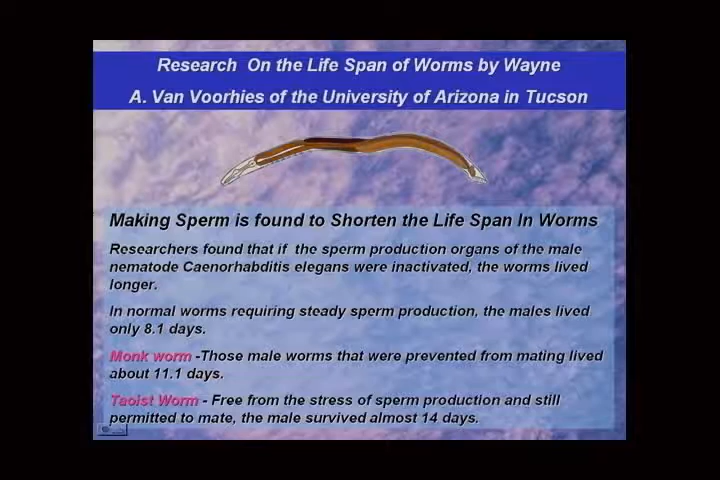 Research On the Life Span of Worms by Wayne
A. Van Voorhies of the University of Arizona in Tucson
Making Sperm is found to Shorten the Life Span In Worms
Researchers found that if the sperm production organs of the male
nematode Caenorhabditis elegans were inactivated, the worms lived
longer.
In normal worms requiring steady sperm production, the males lived
only 8.1 days.
Monk worm -Those male worms that were prevented from mating lived
about 11.1 days.
Taoist Worm - Free from the stress of sperm production and still
permitted to mate, the male survived almost 14 days.